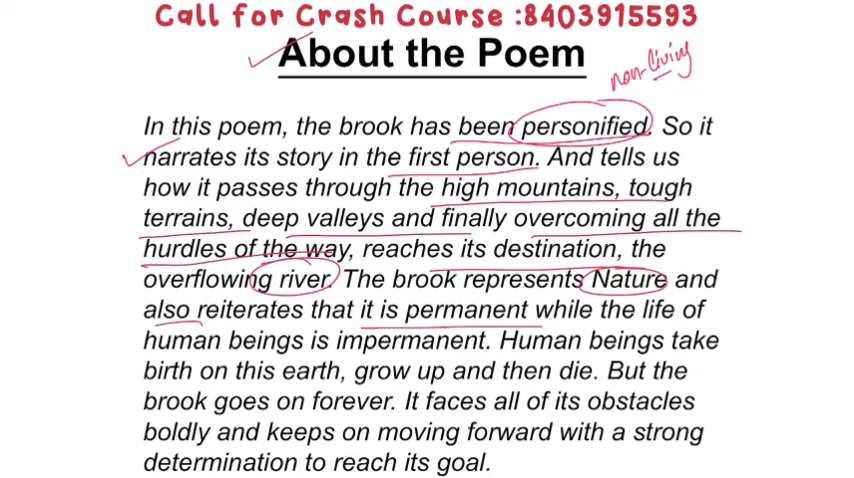 Call for Crash Course :8403915593
About the Poem
non-living
In this poem, the brook has been personified. So it
narrates its story in the first person. And tells us
how it passes through the high mountains, tough
terrains, deep valleys and finally overcoming all the
hurdles of the way, reaches its destination, the
overflowing river. The brook represents Nature and
also reiterates that it is permanent while the life of
human beings is impermanent. Human beings take
birth on this earth, grow up and then die. But the
brook goes on forever. It faces all of its obstacles
boldly and keeps on moving forward with a strong
determination to reach its goal.